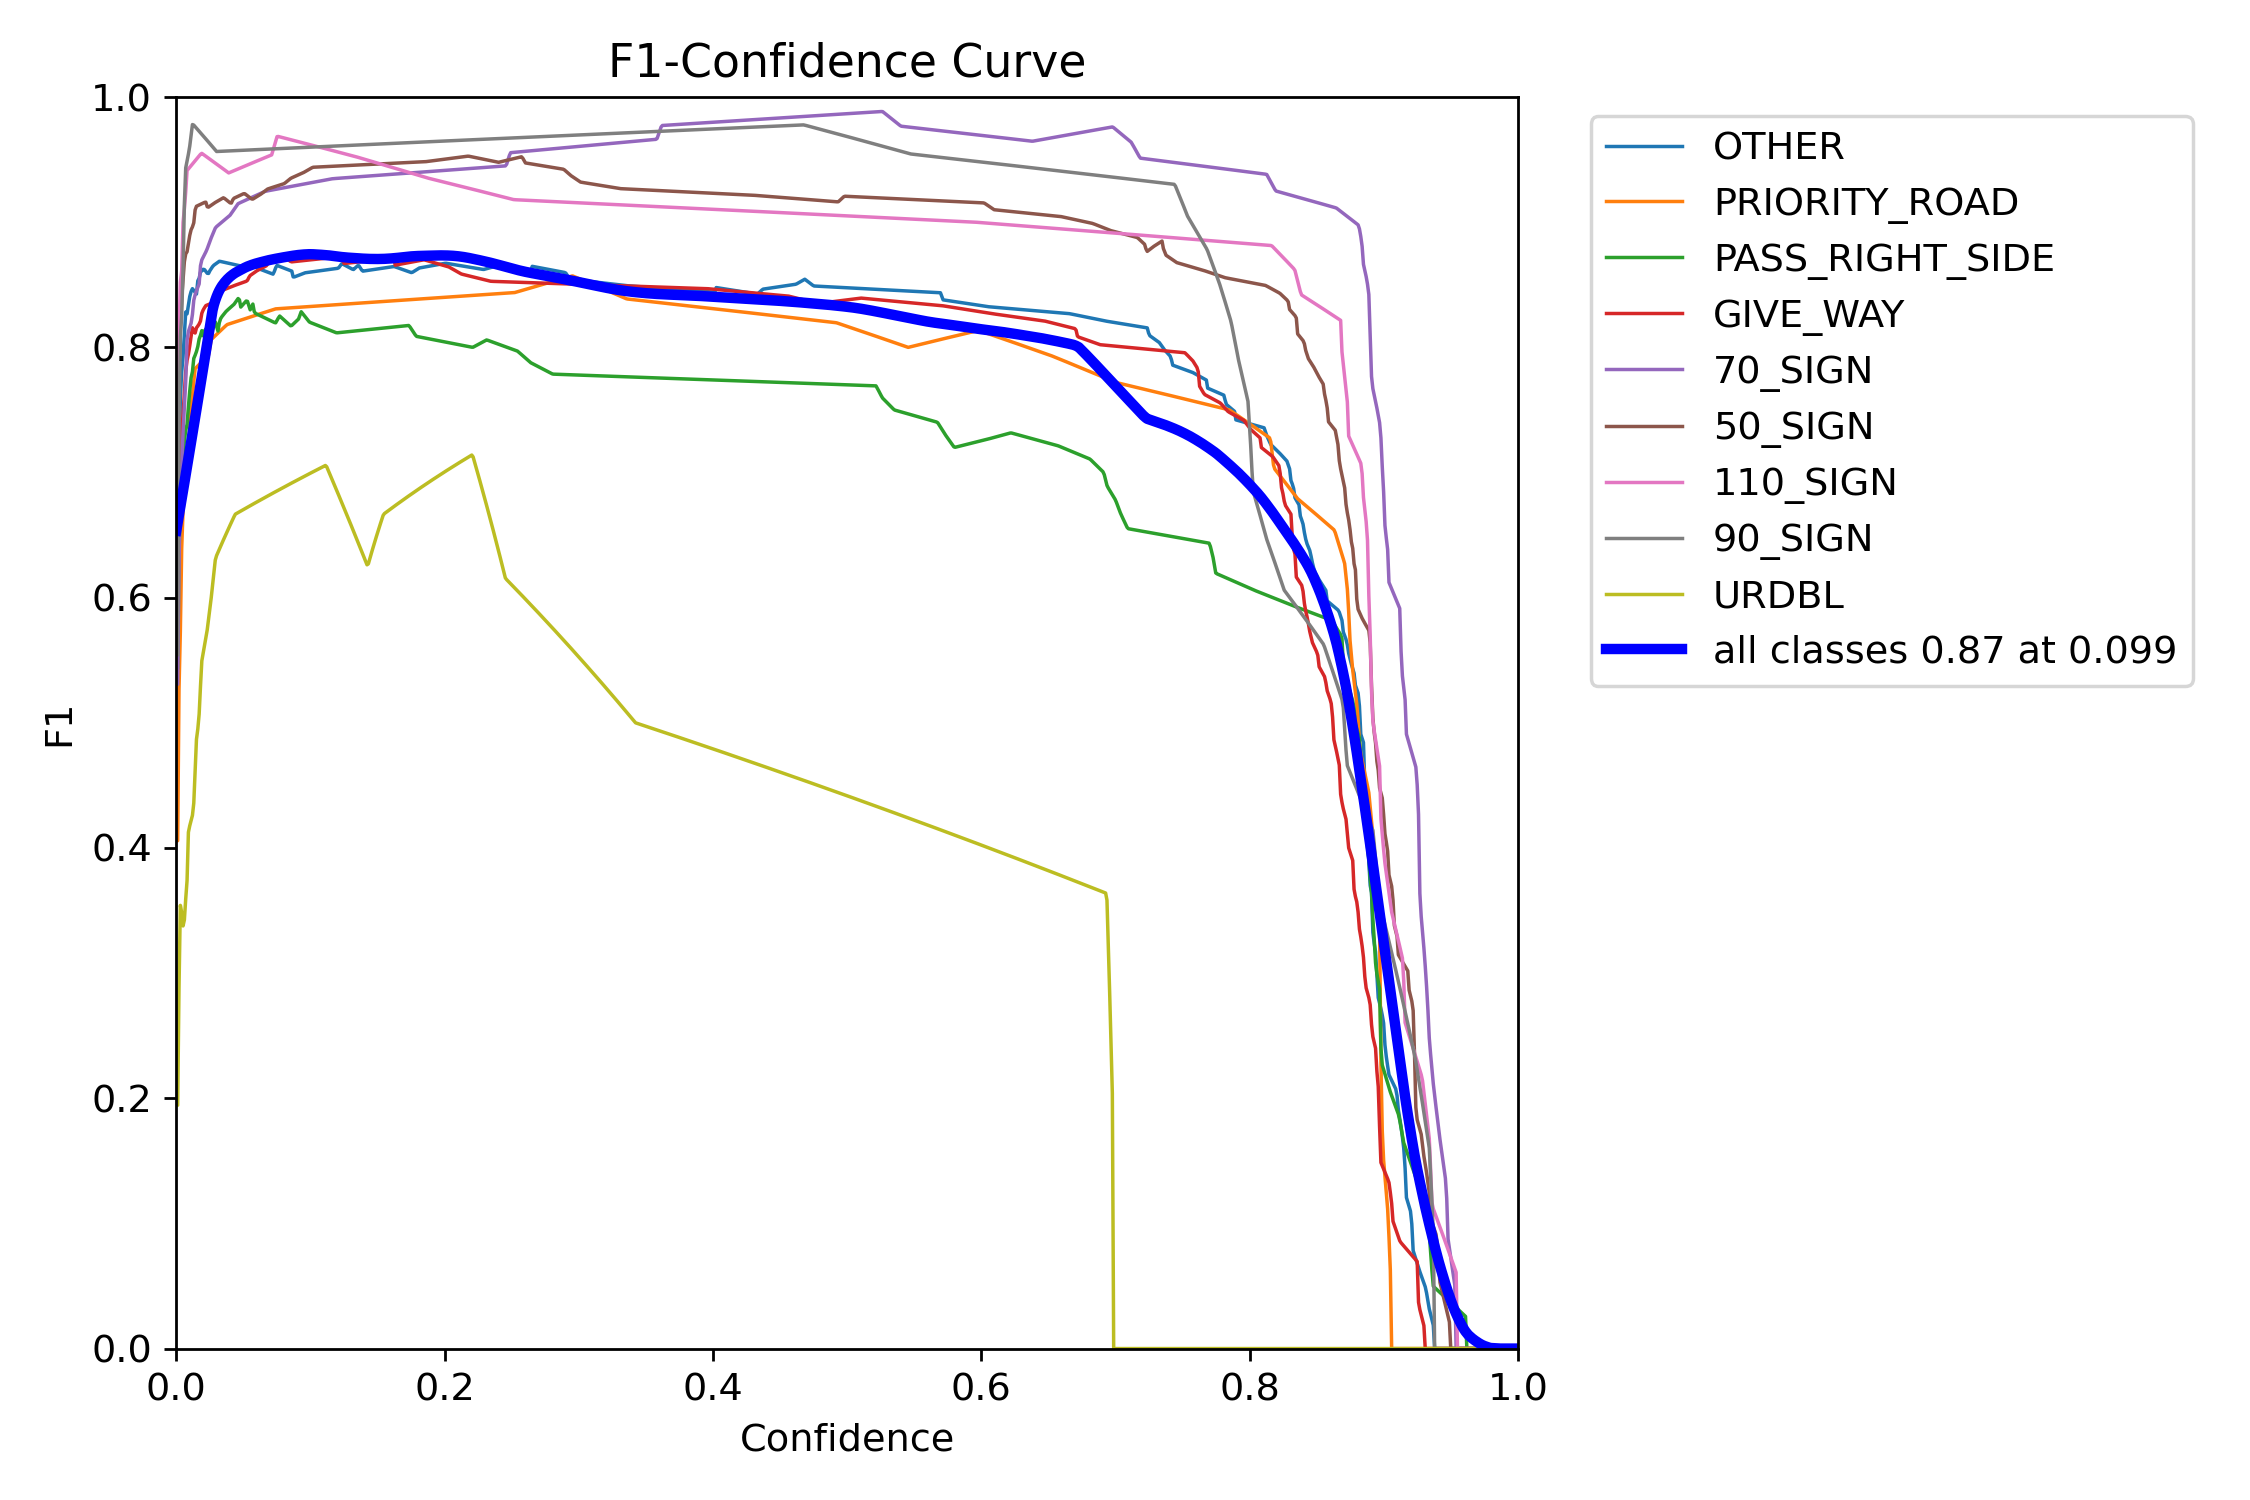 F1-Confidence Curve
1.0
0.8
0.6
0.4
0.2
0.0
F1
0.0 0.2 0.4 0.6 0.8 1.0
Confidence
OTHER
PRIORITY_ROAD
PASS_RIGHT_SIDE
GIVE_WAY
70_SIGN
50_SIGN
110_SIGN
90_SIGN
URDBL
all classes 0.87 at 0.099